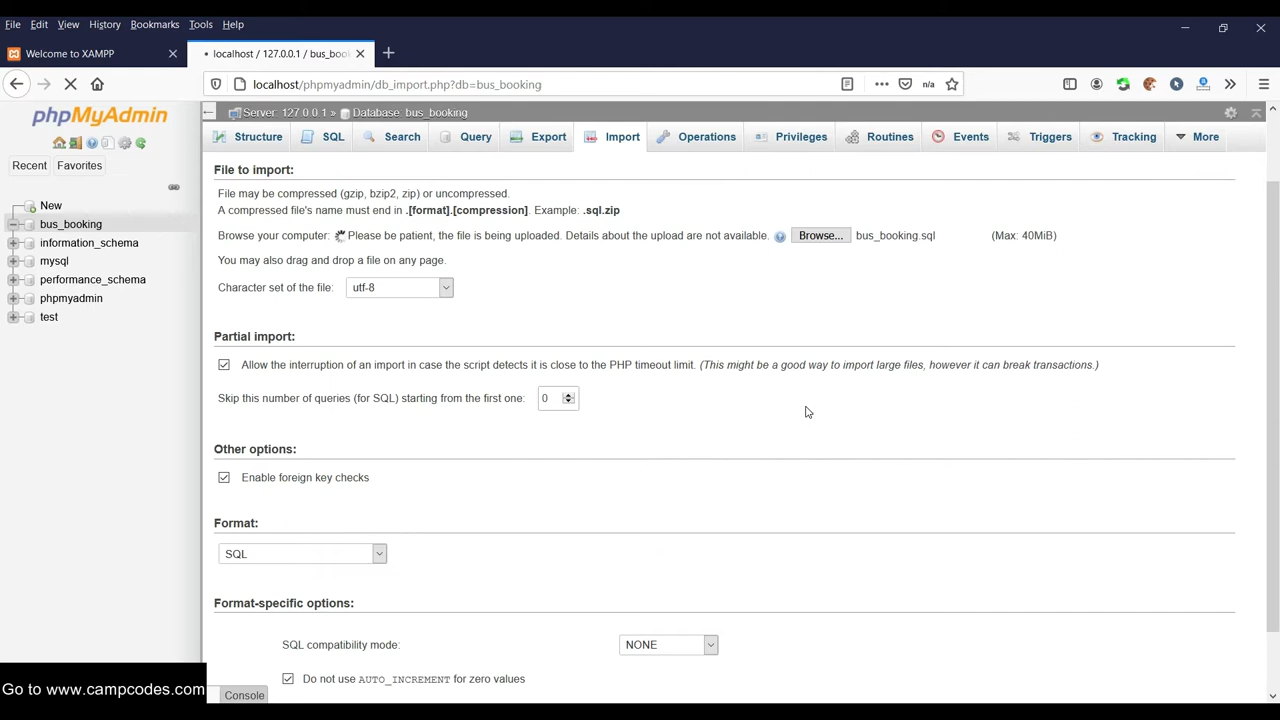 File Edit View History Bookmarks Tools Help
Welcome to XAMPP
localhost / 127.0.0.1 / bus_boo
localhost/phpmyadmin/db_import.php?db=bus_booking
n/a
phpMyAdmin
Server: 127.0.0.1 » Database: bus_booking
Structure SQL Search Query Export Import Operations Privileges Routines Events Triggers Tracking More
Recent Favorites
New
bus_booking
information_schema
mysql
performance_schema
phpmyadmin
test
File to import:
File may be compressed (gzip, bzip2, zip) or uncompressed.
A compressed file's name must end in .[format].[compression]. Example: .sql.zip
Browse your computer: Please be patient, the file is being uploaded. Details about the upload are not available. Browse... bus_booking.sql (Max: 40MiB)
You may also drag and drop a file on any page.
Character set of the file: utf-8
Partial import:
Allow the interruption of an import in case the script detects it is close to the PHP timeout limit. (This might be a good way to import large files, however it can break transactions.)
Skip this number of queries (for SQL) starting from the first one: 0
Other options:
Enable foreign key checks
Format:
SQL
Format-specific options:
SQL compatibility mode: NONE
Do not use AUTO_INCREMENT for zero values
Console
Go to www.campcodes.com